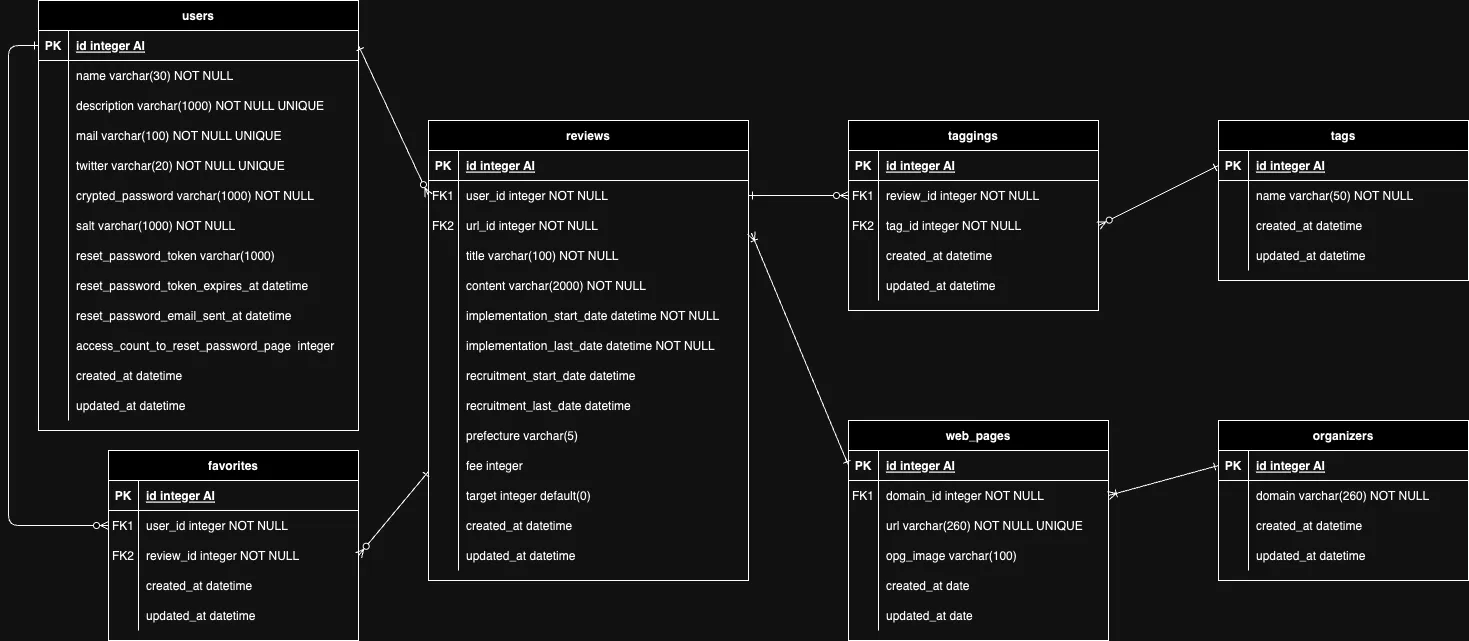 users
PK id integer AI
name varchar(30) NOT NULL
description varchar(1000) NOT NULL UNIQUE
mail varchar(100) NOT NULL UNIQUE
twitter varchar(20) NOT NULL UNIQUE
crypted_password varchar(1000) NOT NULL
salt varchar(1000) NOT NULL
reset_password_token varchar(1000)
reset_password_token_expires_at datetime
reset_password_email_sent_at datetime
access_count_to_reset_password_page integer
created_at datetime
updated_at datetime
favorites
PK id integer AI
FK1 user_id integer NOT NULL
FK2 review_id integer NOT NULL
created_at datetime
updated_at datetime
reviews
PK id integer AI
FK1 user_id integer NOT NULL
FK2 url_id integer NOT NULL
title varchar(100) NOT NULL
content varchar(2000) NOT NULL
implementation_start_date datetime NOT NULL
implementation_last_date datetime NOT NULL
recruitment_start_date datetime
recruitment_last_date datetime
prefecture varchar(5)
fee integer
target integer default(0)
created_at datetime
updated_at datetime
taggings
PK id integer AI
FK1 review_id integer NOT NULL
FK2 tag_id integer NOT NULL
created_at datetime
updated_at datetime
tags
PK id integer AI
name varchar(50) NOT NULL
created_at datetime
updated_at datetime
web_pages
PK id integer AI
FK1 domain_id integer NOT NULL
url varchar(260) NOT NULL UNIQUE
opg_image varchar(100)
created_at date
updated_at date
organizers
PK id integer AI
domain varchar(260) NOT NULL
created_at datetime
updated_at datetime